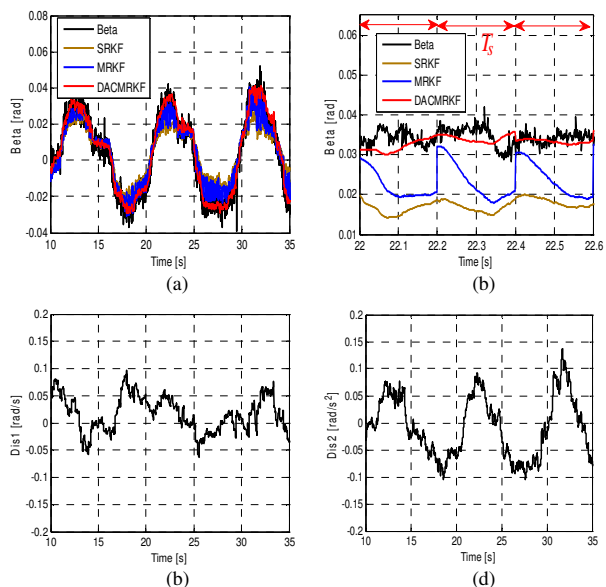 (a)
0.08
0.06
0.04
0.02
0
-0.02
-0.04
Beta [rad]
Beta
SRKF
MRKF
DACMRKF
10 15 20 25 30 35
Time [s]
(a)
(b)
0.06
0.05
0.04
0.03
0.02
0.01
Beta [rad]
Ts
Beta
SRKF
MRKF
DACMRKF
22 22.1 22.2 22.3 22.4 22.5 22.6
Time [s]
(c)
0.2
0.15
0.1
0.05
0
-0.05
-0.1
-0.15
-0.2
Dis1 [rad/s]
10 15 20 25 30 35
Time [s]
(b)
0.2
0.15
0.1
0.05
0
-0.05
-0.1
-0.15
-0.2
Dis2 [rad/s²]
10 15 20 25 30 35
Time [s]
(d)